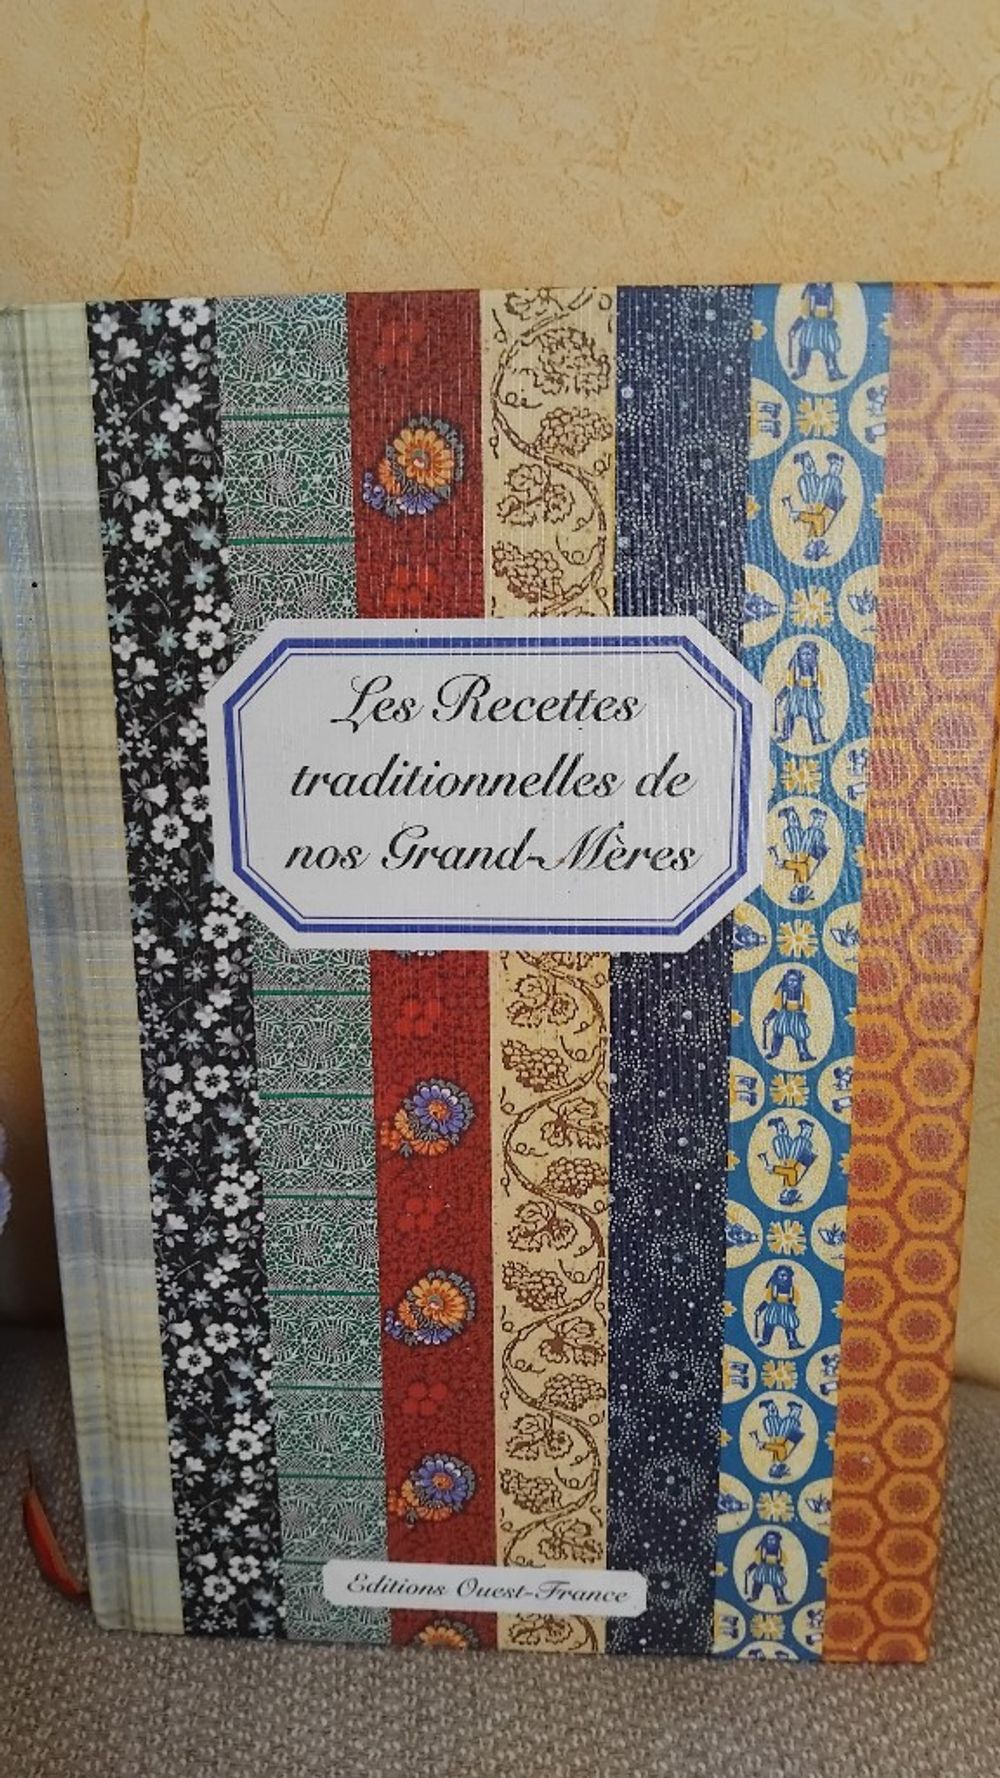 Les Recettes
traditionnelles de
nos Grand-Mères
Editions Ouest-France